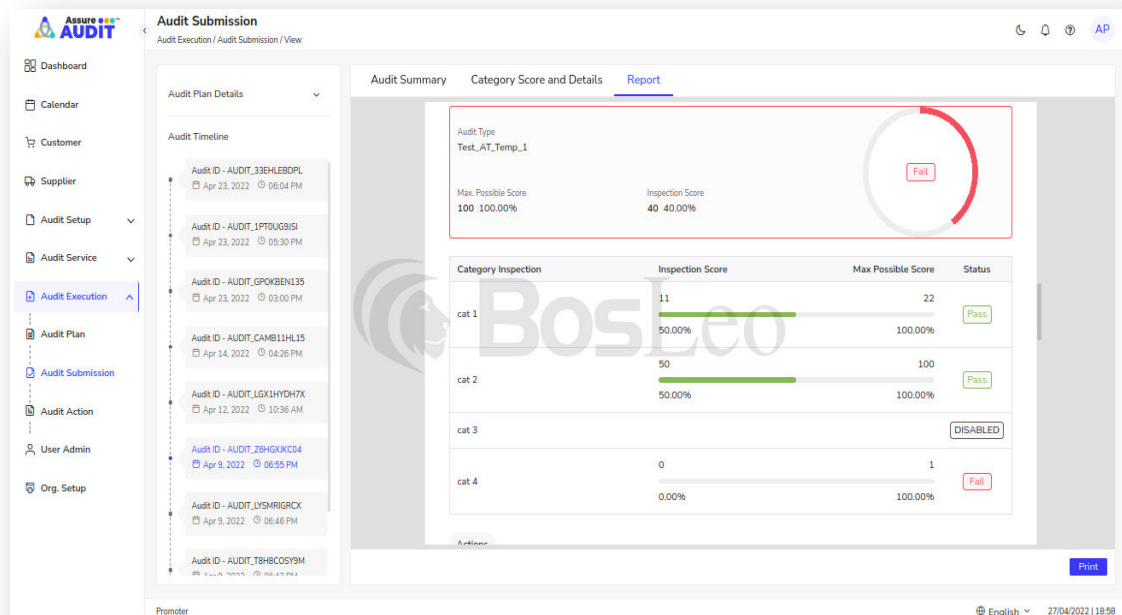 Assure
AUDIT
Audit Submission
Audit Execution / Audit Submission / View
AP
Dashboard
Calendar
Customer
Supplier
Audit Setup
Audit Service
Audit Execution
Audit Plan
Audit Submission
Audit Action
User Admin
Org. Setup
Audit Plan Details
Audit Timeline
Audit ID - AUDIT_33EHLEBDPL
Apr 23, 2022 06:04 PM
Audit ID - AUDIT_1PT0UG9JSI
Apr 23, 2022 05:30 PM
Audit ID - AUDIT_GPOKBEN135
Apr 23, 2022 03:00 PM
Audit ID - AUDIT_CAMB11HL15
Apr 14, 2022 04:26 PM
Audit ID - AUDIT_LGX1HYDH7X
Apr 12, 2022 10:36 AM
Audit ID - AUDIT_Z6HGXJKC04
Apr 9, 2022 06:55 PM
Audit ID - AUDIT_LYSMRIGRCX
Apr 9, 2022 06:46 PM
Audit ID - AUDIT_T8H8COSY9M
Audit Summary Category Score and Details Report
Audit Type
Test_AT_Temp_1
Fail
Max. Possible Score Inspection Score
100 100.00% 40 40.00%
Category Inspection Inspection Score Max Possible Score Status
11 22
cat 1 Pass
50.00% 100.00%
50 100
cat 2 Pass
50.00% 100.00%
cat 3 DISABLED
0 1
cat 4 Fail
0.00% 100.00%
Actions
BosLeo
Print
Promoter English 27/04/2022 | 18:58